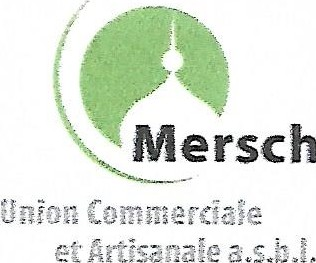 Mersch
Union Commerciale
et Artisanale a.s.b.l.